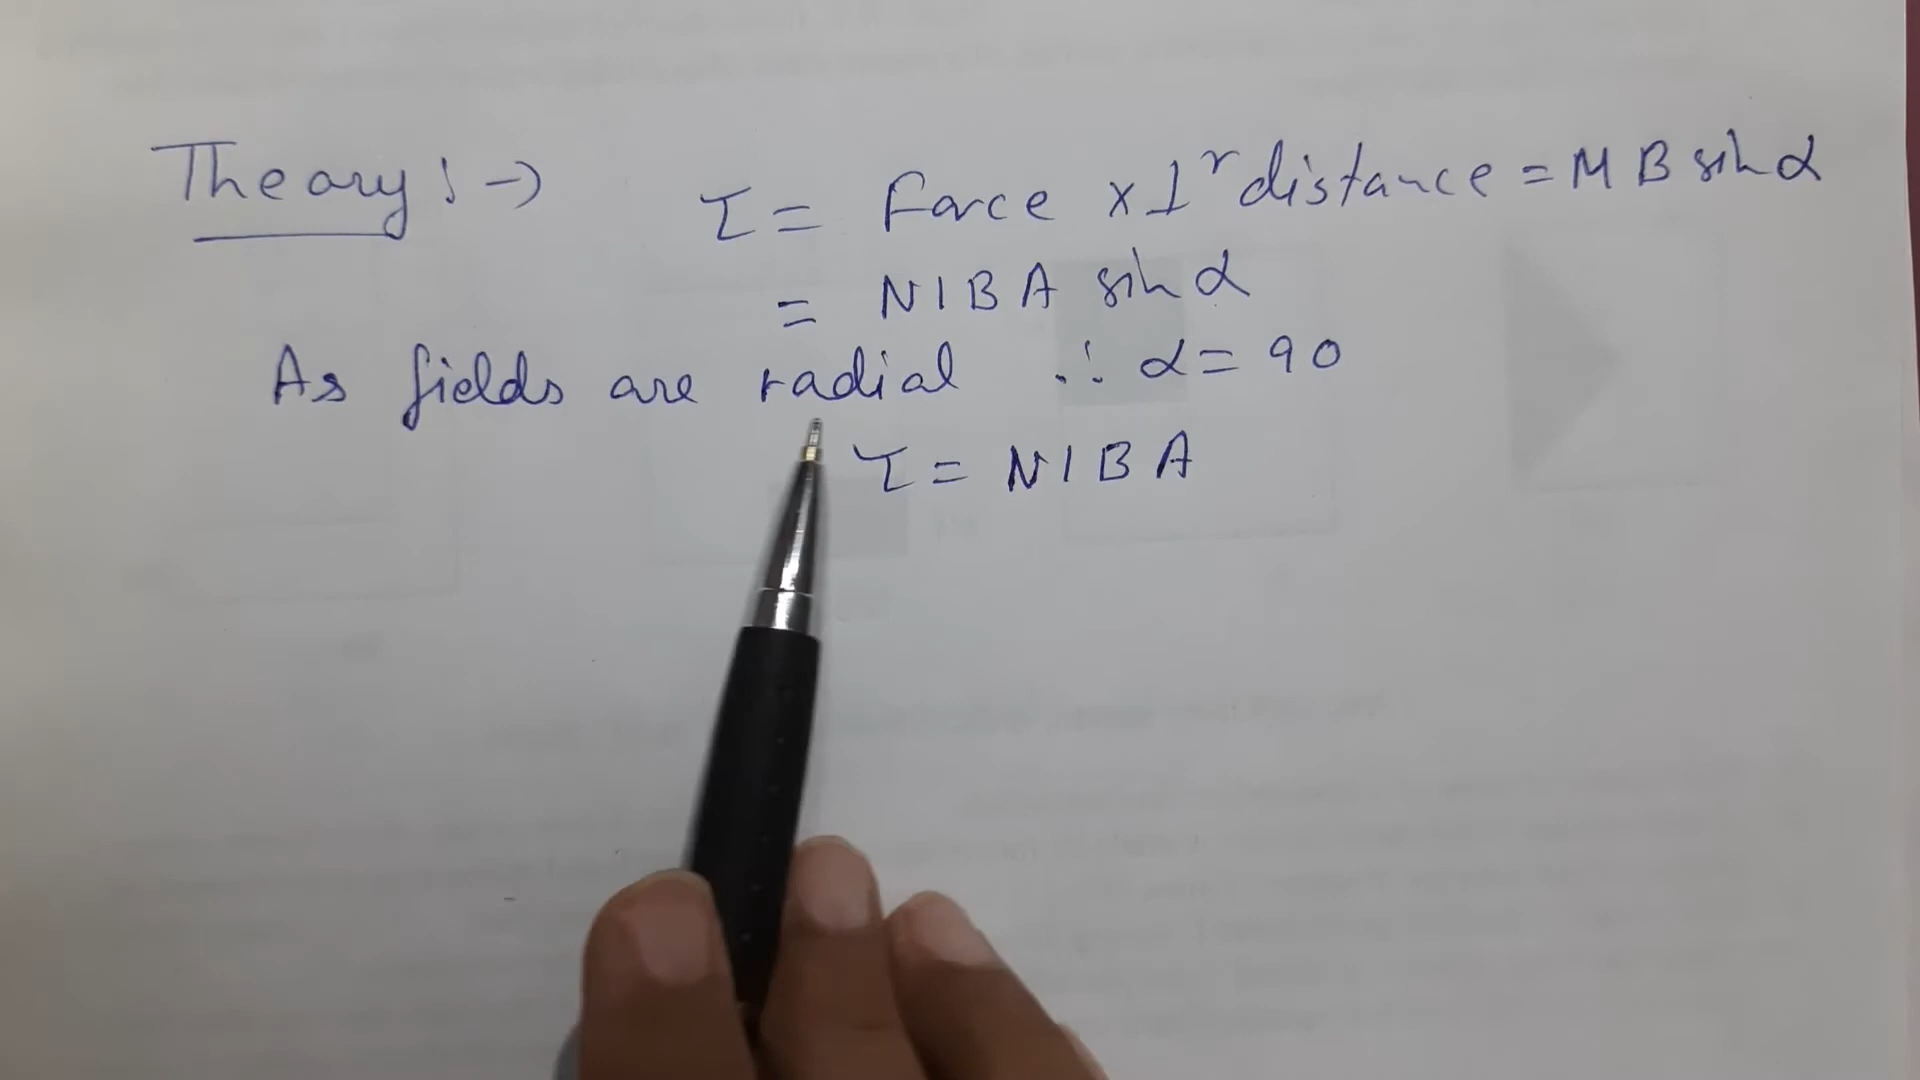 Theory :→ τ = Force × ⊥ʳ distance = M B sin α
= N I B A sin α
As fields are radial ∴ α = 90
τ = N I B A